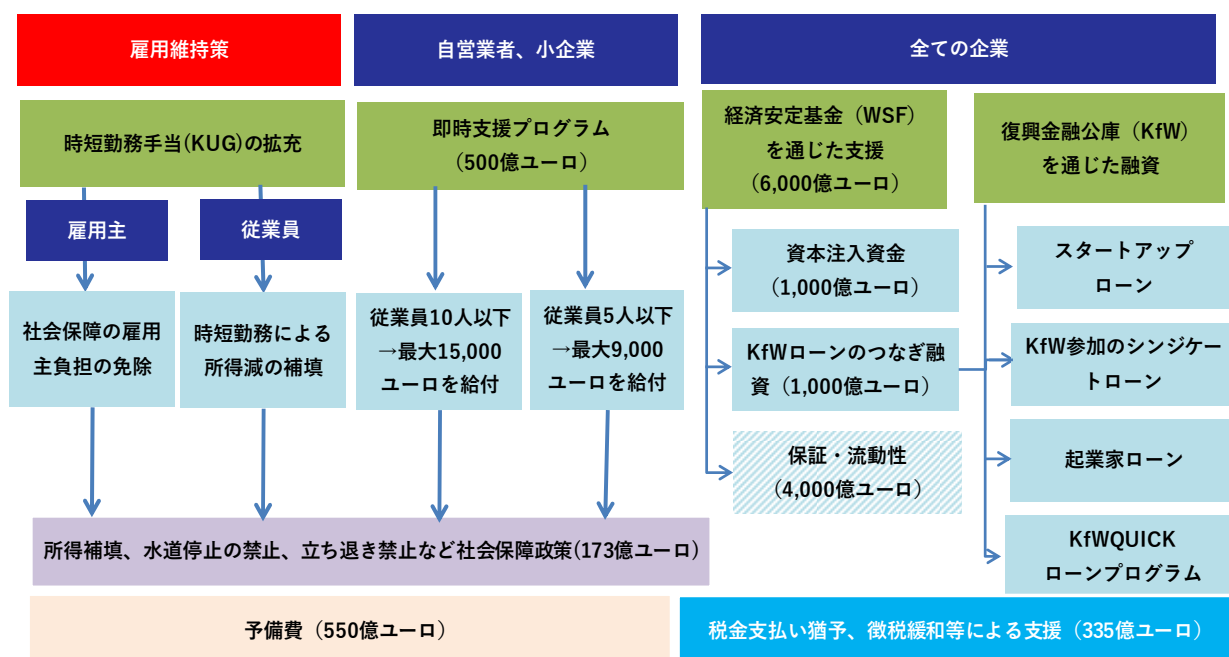 雇用維持策
自営業者、小企業
全ての企業
時短勤務手当(KUG)の拡充
即時支援プログラム
(500億ユーロ)
経済安定基金（WSF）
を通じた支援
(6,000億ユーロ）
復興金融公庫（KfW）
を通じた融資
雇用主
従業員
社会保障の雇用
主負担の免除
時短勤務による
所得減の補填
従業員10人以下
→最大15,000
ユーロを給付
従業員5人以下
→最大9,000
ユーロを給付
資本注入資金
(1,000億ユーロ）
KfWローンのつなぎ融
資（1,000億ユーロ）
保証・流動性
(4,000億ユーロ）
スタートアップ
ローン
KfW参加のシンジケー
トローン
起業家ローン
KfWQUICK
ローンプログラム
所得補填、水道停止の禁止、立ち退き禁止など社会保障政策(173億ユーロ)
予備費（550億ユーロ）
税金支払い猶予、徴税緩和等による支援（335億ユーロ）